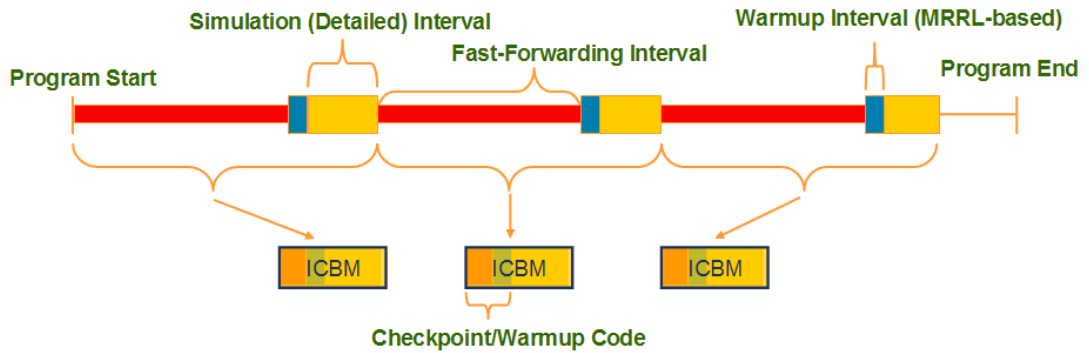 Simulation (Detailed) Interval
Warmup Interval (MRRL-based)
Fast-Forwarding Interval
Program Start
Program End
ICBM
ICBM
ICBM
Checkpoint/Warmup Code